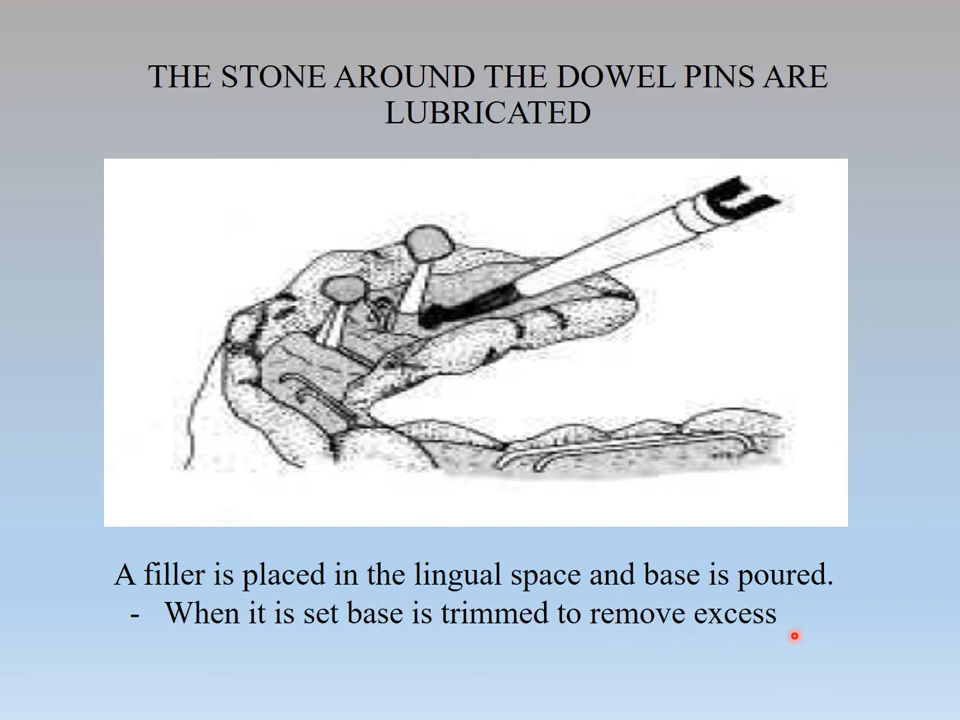 THE STONE AROUND THE DOWEL PINS ARE
LUBRICATED
A filler is placed in the lingual space and base is poured.
- When it is set base is trimmed to remove excess